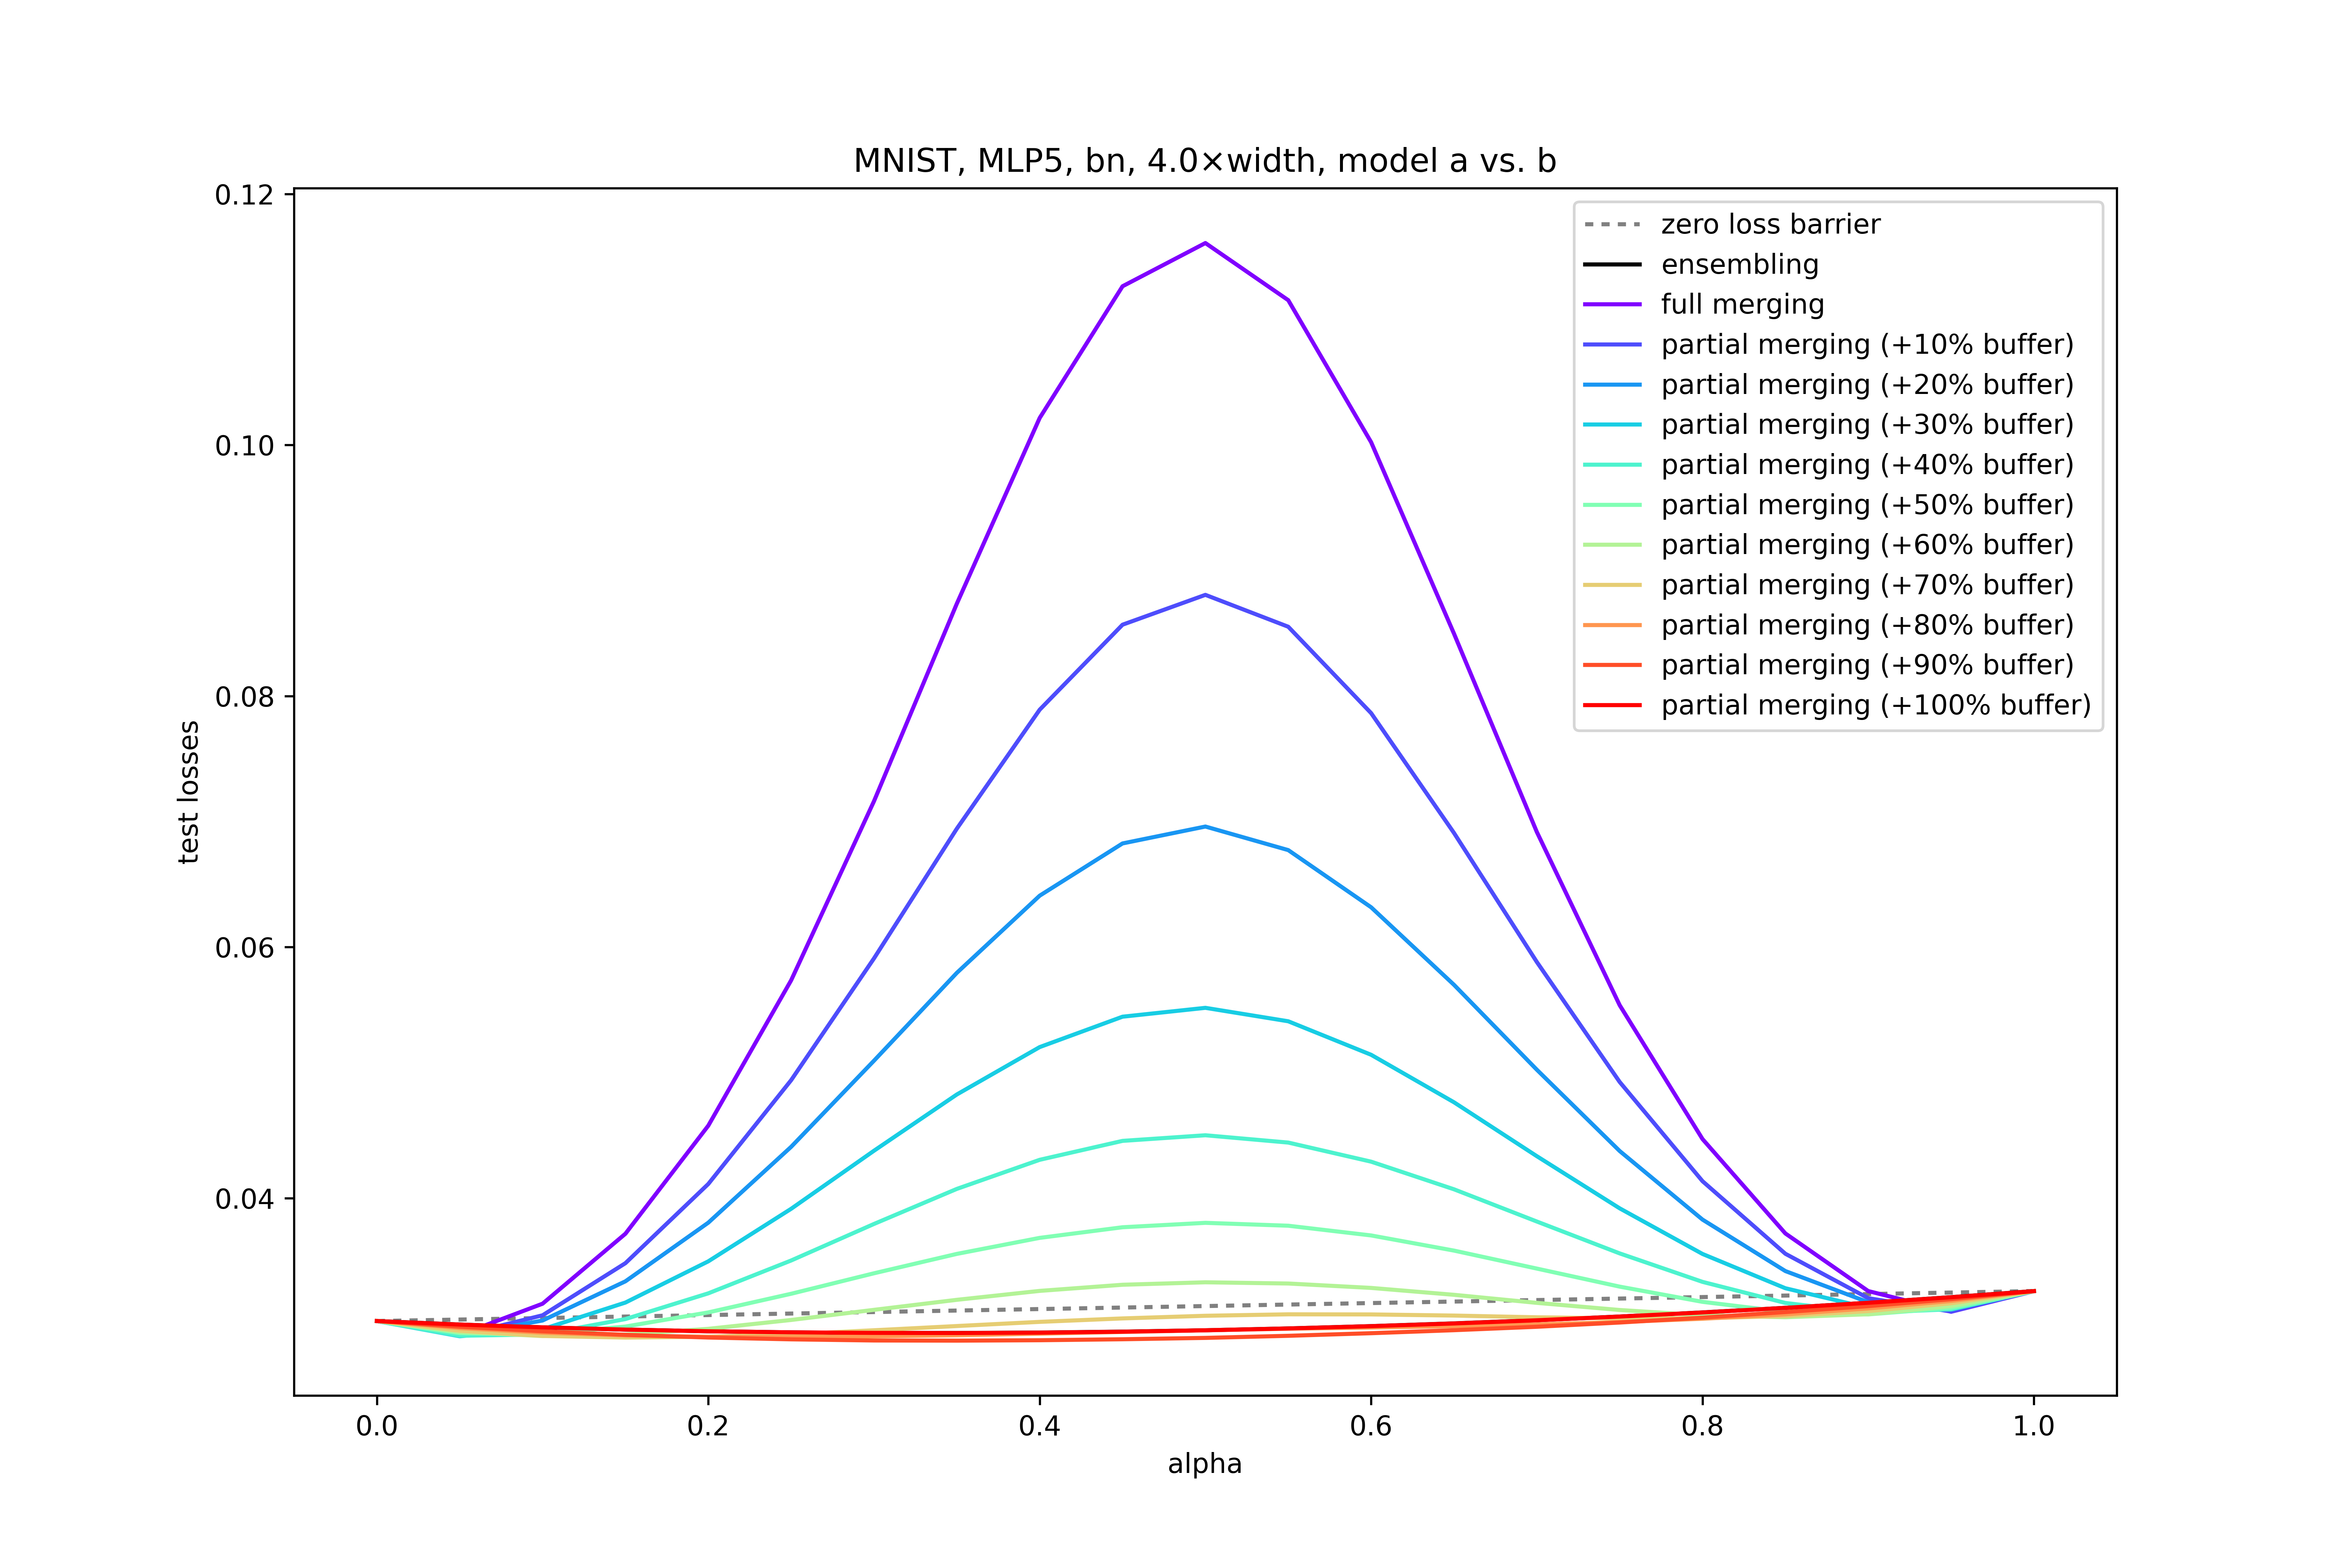 MNIST, MLP5, bn, 4.0×width, model a vs. b
0.12
0.10
0.08
0.06
0.04
test losses
zero loss barrier
ensembling
full merging
partial merging (+10% buffer)
partial merging (+20% buffer)
partial merging (+30% buffer)
partial merging (+40% buffer)
partial merging (+50% buffer)
partial merging (+60% buffer)
partial merging (+70% buffer)
partial merging (+80% buffer)
partial merging (+90% buffer)
partial merging (+100% buffer)
0.0 0.2 0.4 0.6 0.8 1.0
alpha